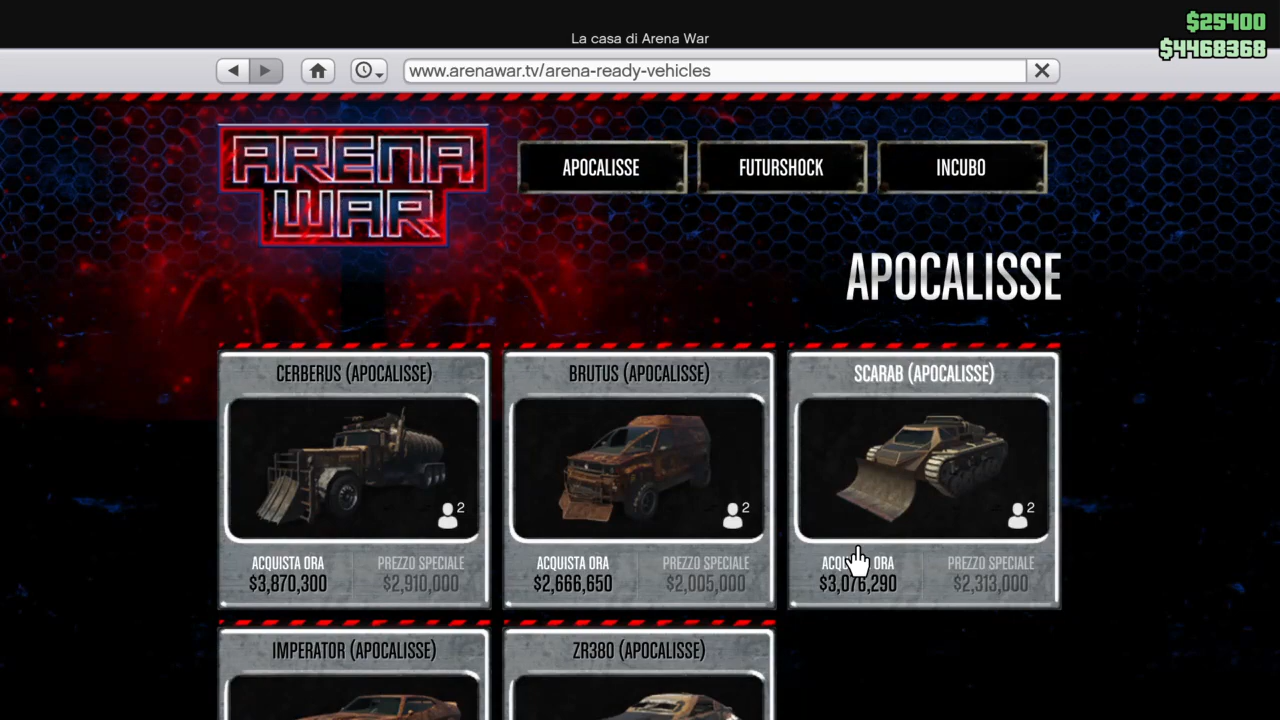 $25400
$4468368
La casa di Arena War
www.arenawar.tv/arena-ready-vehicles
ARENA
WAR
APOCALISSE
FUTURSHOCK
INCUBO
APOCALISSE
CERBERUS (APOCALISSE)
2
ACQUISTA ORA
$3,870,300
PREZZO SPECIALE
$2,910,000
BRUTUS (APOCALISSE)
2
ACQUISTA ORA
$2,666,650
PREZZO SPECIALE
$2,005,000
SCARAB (APOCALISSE)
2
ORA
$3,076,290
PREZZO SPECIALE
$2,313,000
IMPERATOR (APOCALISSE)
ZR380 (APOCALISSE)